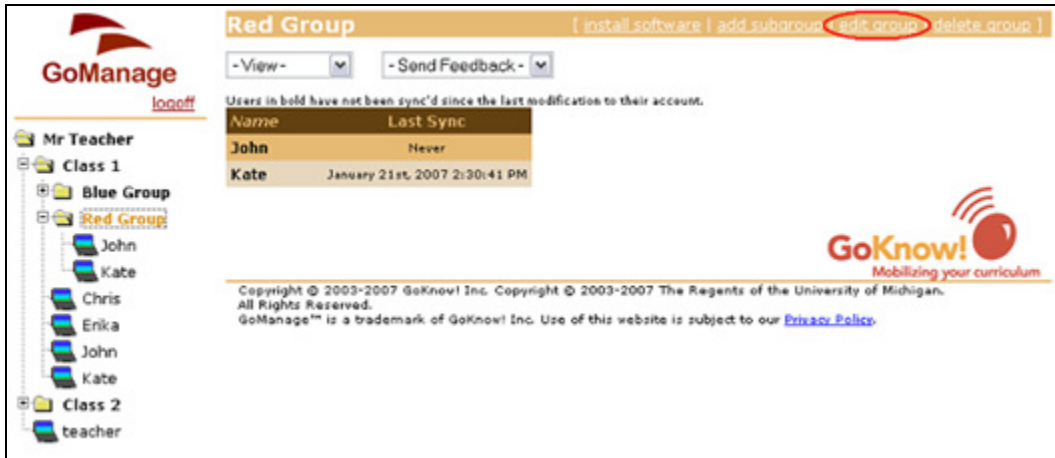 GoManage
logoff
Mr Teacher
Class 1
Blue Group
Red Group
John
Kate
Chris
Erika
John
Kate
Class 2
teacher
Red Group [ install software | add subgroup | edit group | delete group ]
-View- -Send Feedback-
Users in bold have not been sync'd since the last modification to their account.
Name Last Sync
John Never
Kate January 21st, 2007 2:30:41 PM
GoKnow!
Mobilizing your curriculum
Copyright © 2003-2007 GoKnow! Inc. Copyright © 2003-2007 The Regents of the University of Michigan.
All Rights Reserved.
GoManage™ is a trademark of GoKnow! Inc. Use of this website is subject to our Privacy Policy.